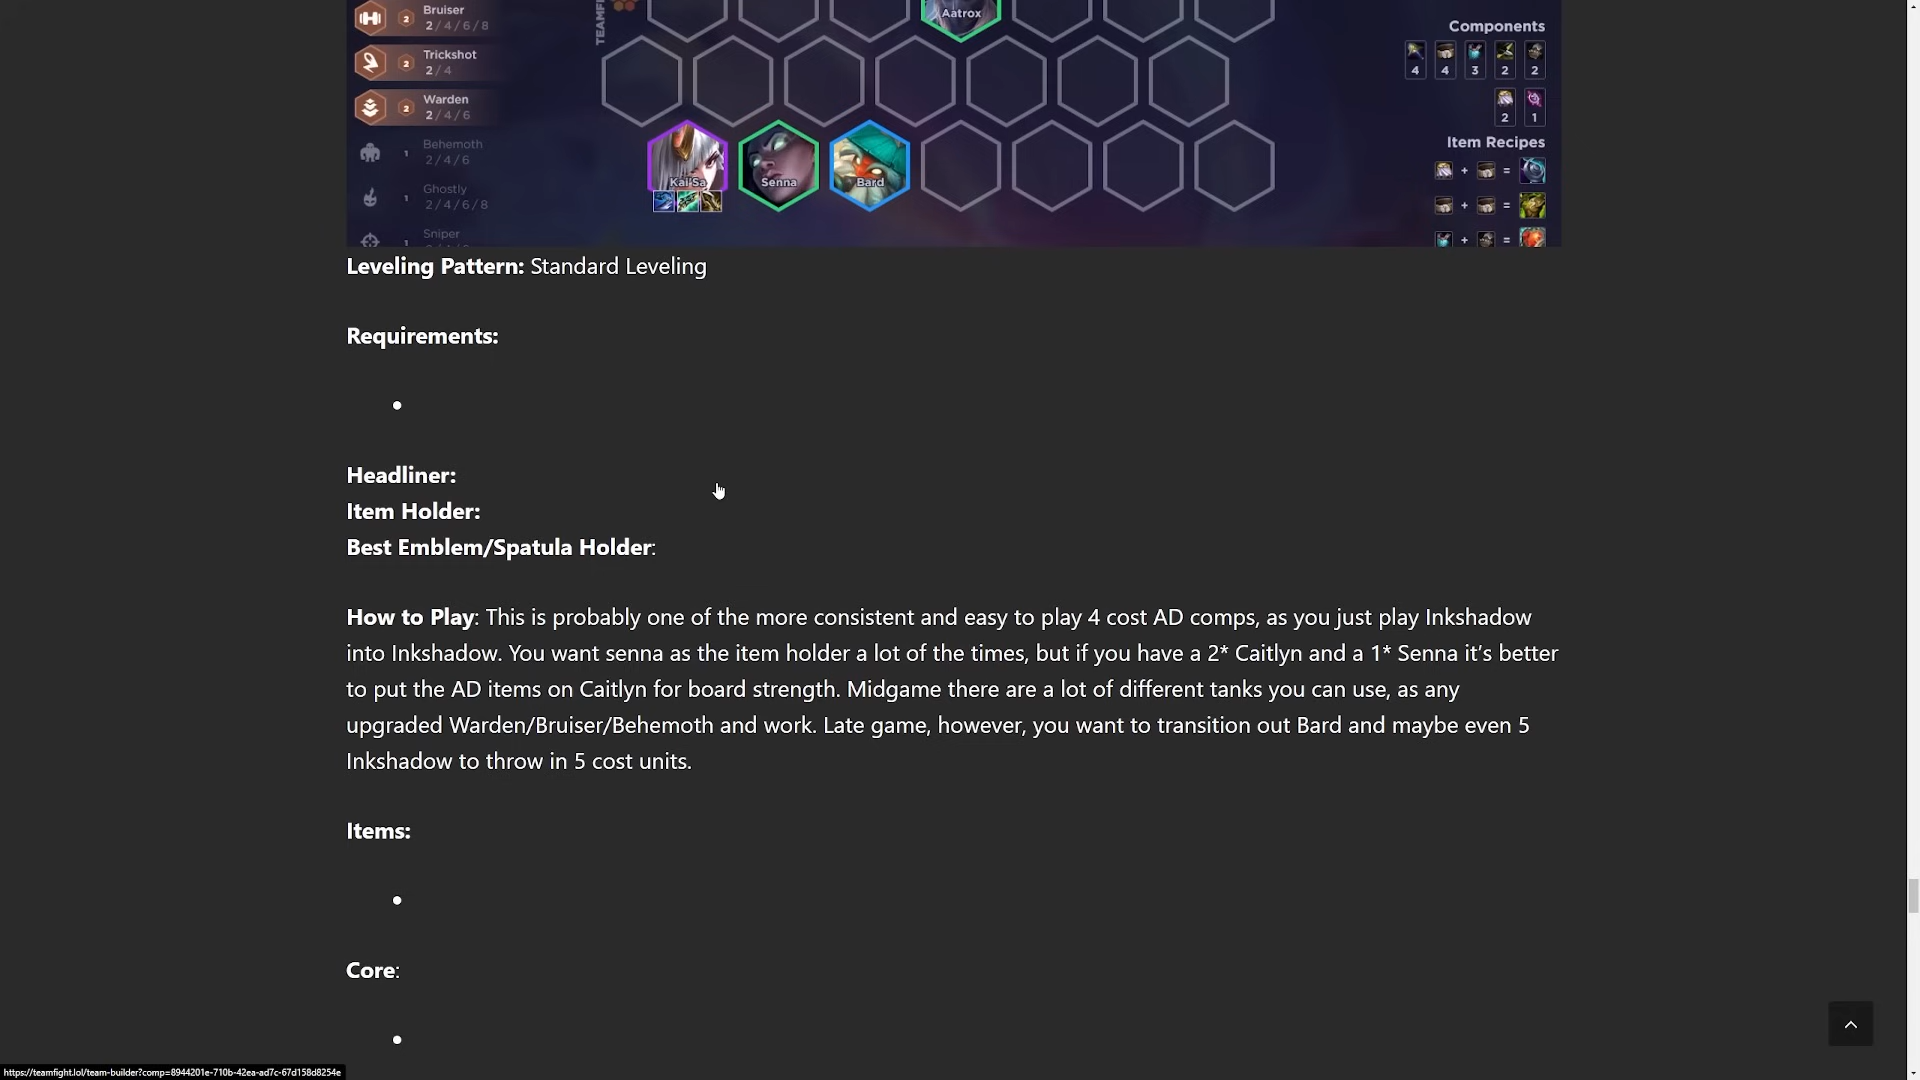 Bruiser
2 2/4/6/8
TEAMFI
Aatrox
Components
Trickshot
2 2/4
4 4 3 2 2
Warden
2 2/4/6
2 1
Behemoth
1 2/4/6
Item Recipes
+ =
Kai'Sa Senna Bard
Ghostly
1 2/4/6/8
+ =
Sniper
1
+ =
Leveling Pattern: Standard Leveling
Requirements:
•
Headliner:
Item Holder:
Best Emblem/Spatula Holder:
How to Play: This is probably one of the more consistent and easy to play 4 cost AD comps, as you just play Inkshadow
into Inkshadow. You want senna as the item holder a lot of the times, but if you have a 2* Caitlyn and a 1* Senna it's better
to put the AD items on Caitlyn for board strength. Midgame there are a lot of different tanks you can use, as any
upgraded Warden/Bruiser/Behemoth and work. Late game, however, you want to transition out Bard and maybe even 5
Inkshadow to throw in 5 cost units.
Items:
•
Core:
•
https://teamfight.lol/team-builder?comp=8944201e-710b-42ea-ad7c-67d158d8254e